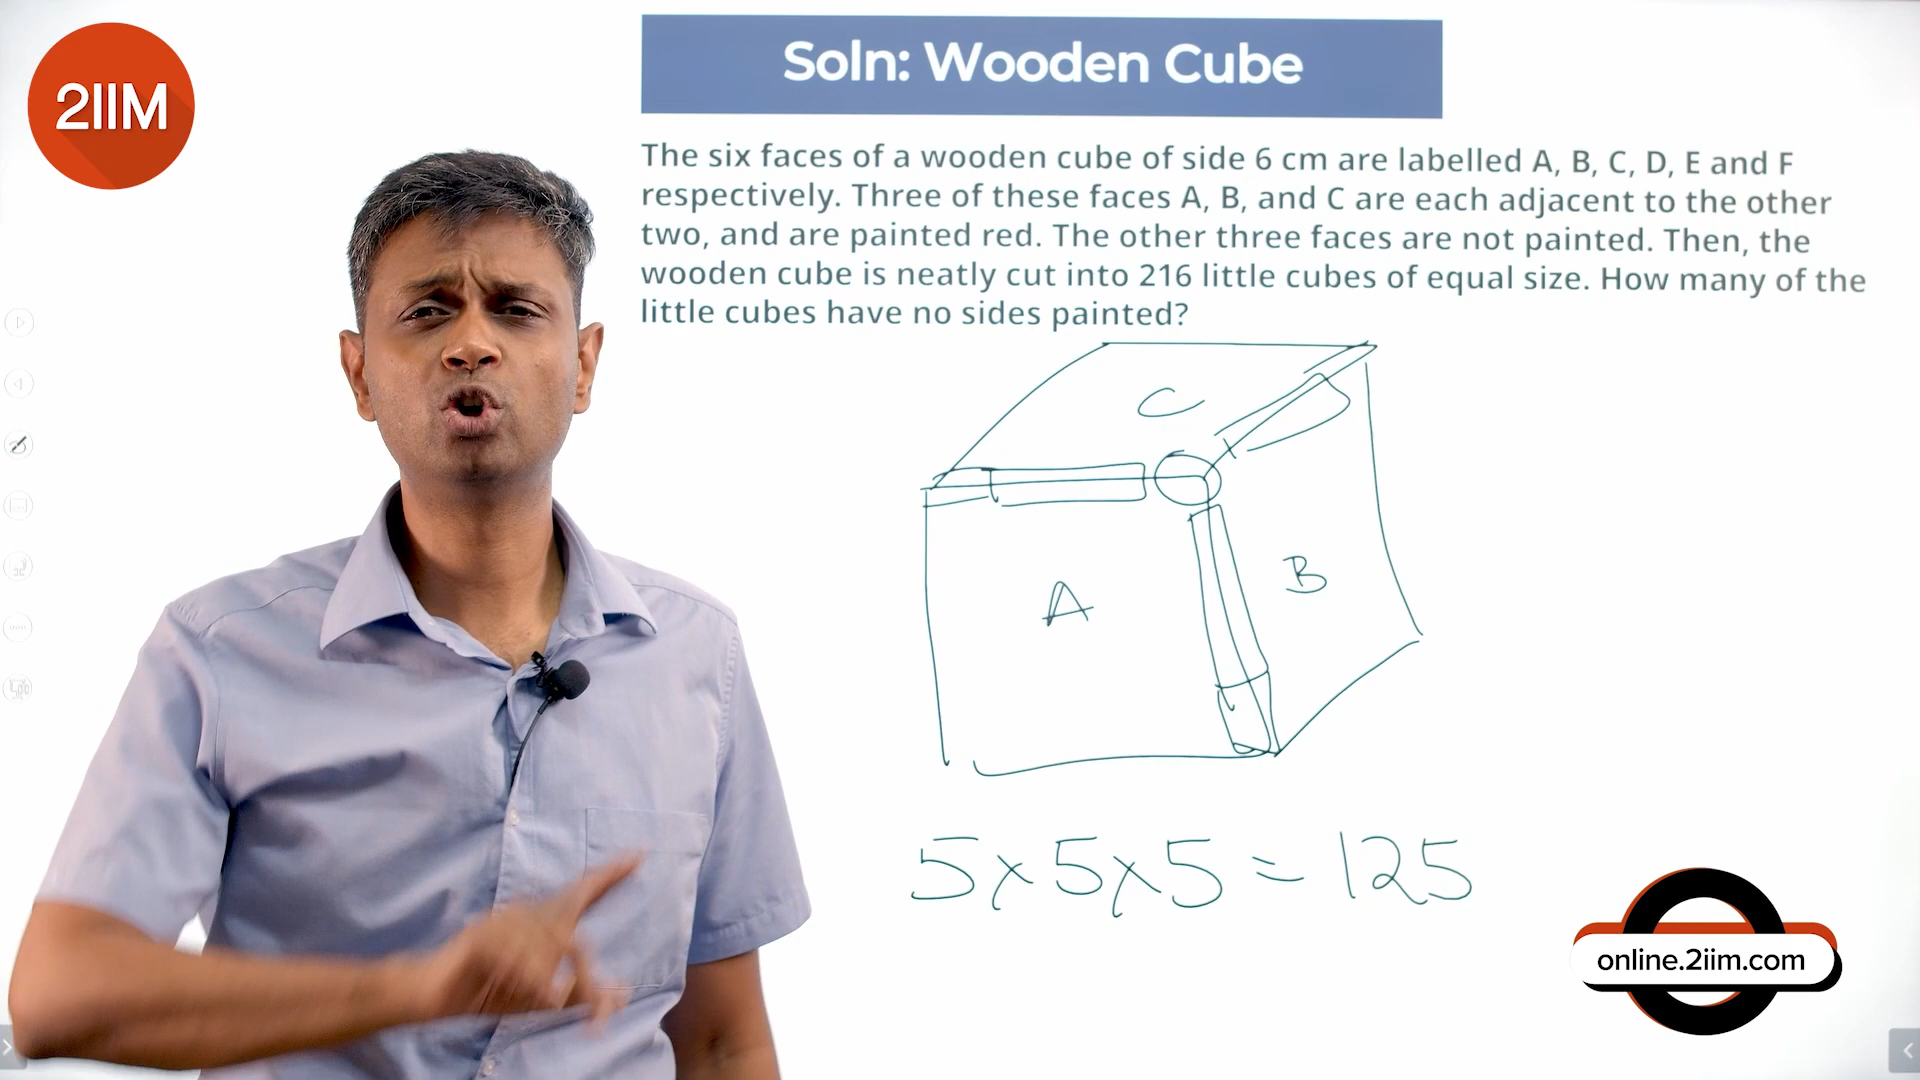 2IIM
Soln: Wooden Cube
The six faces of a wooden cube of side 6 cm are labelled A, B, C, D, E and F
respectively. Three of these faces A, B, and C are each adjacent to the other
two, and are painted red. The other three faces are not painted. Then, the
wooden cube is neatly cut into 216 little cubes of equal size. How many of the
little cubes have no sides painted?
C
B
A
5 x 5 x 5 = 125
online.2iim.com